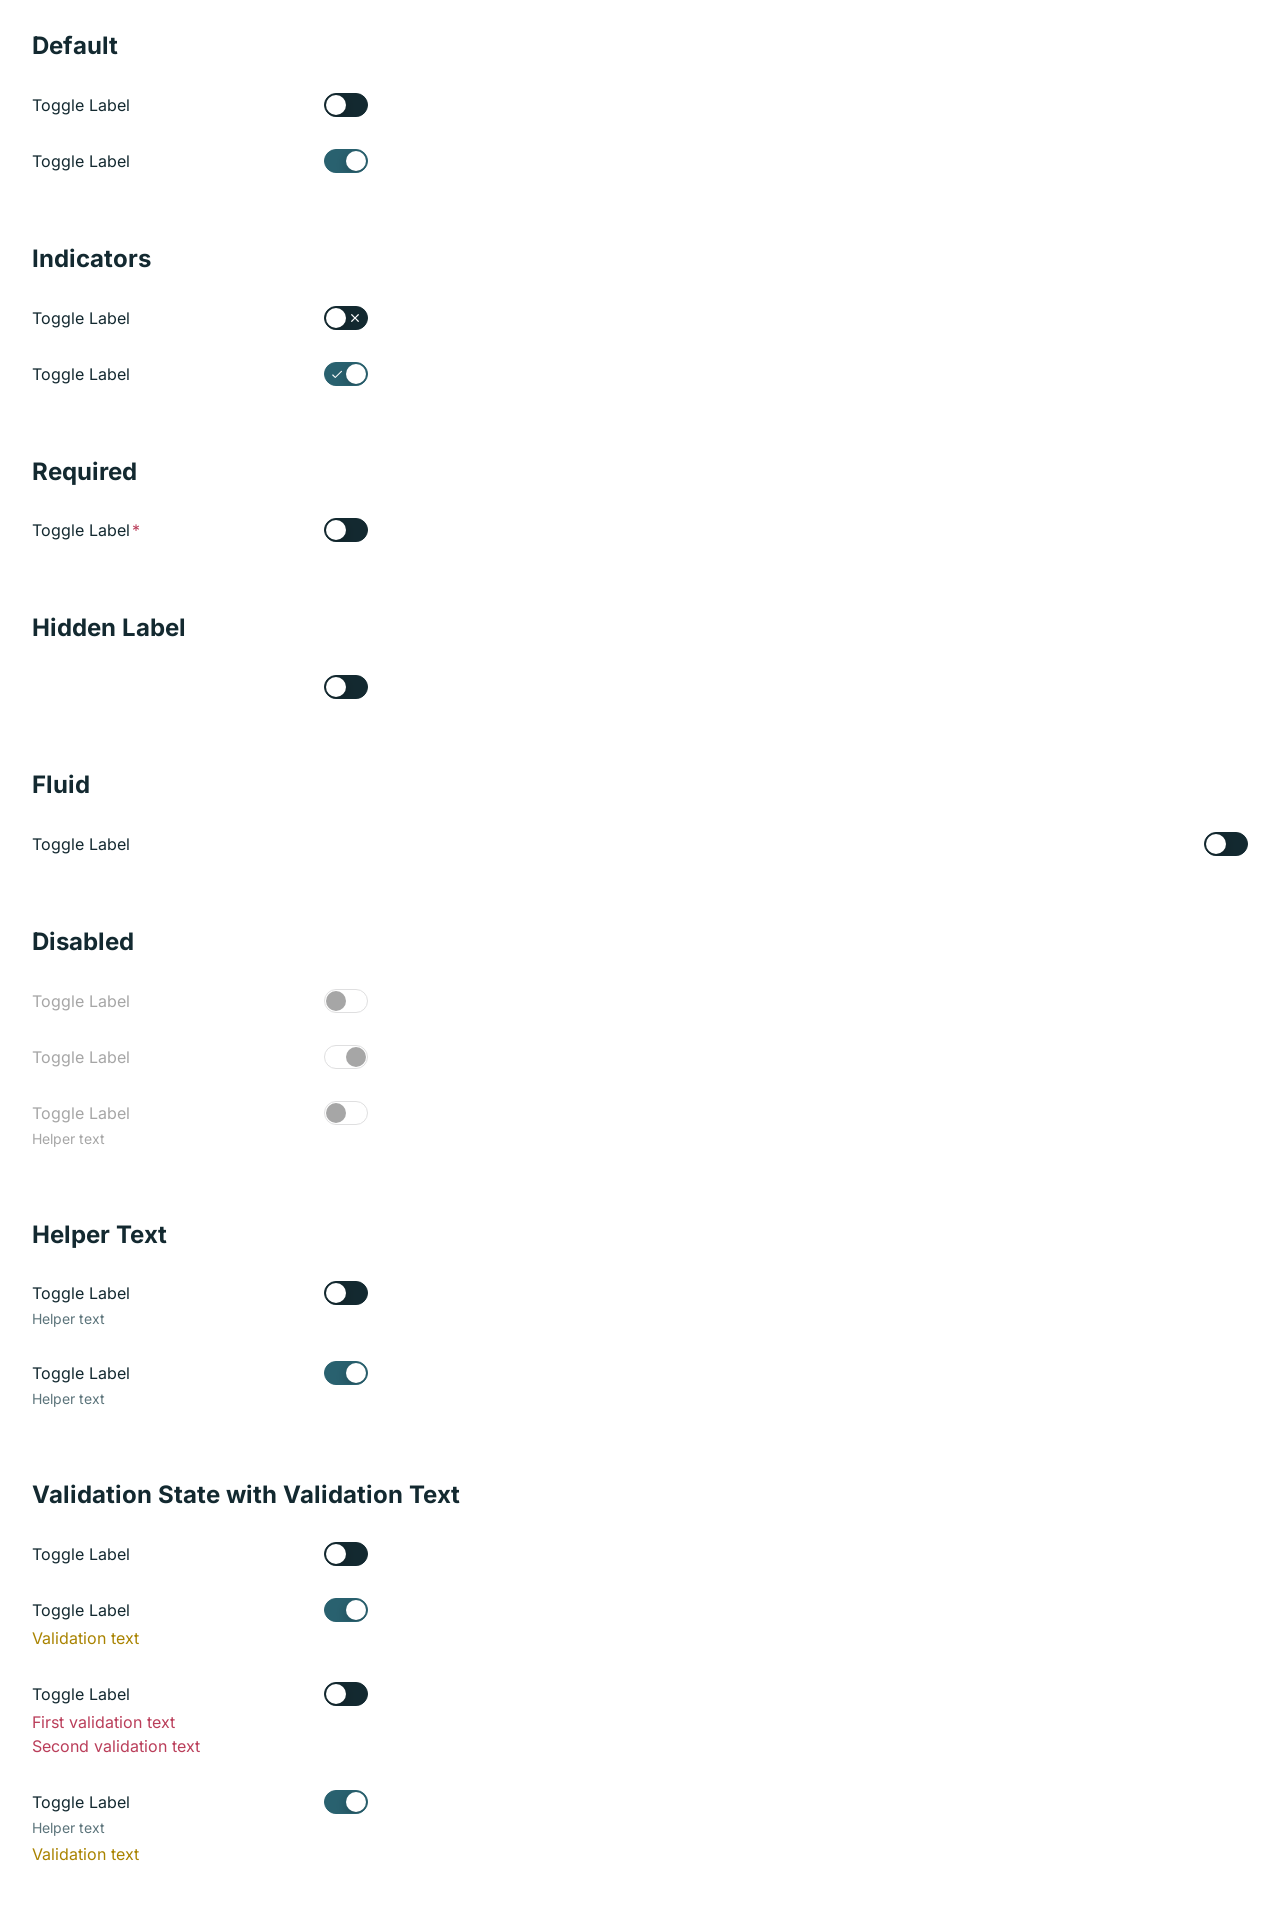 Default
Toggle Label
Toggle Label
Indicators
Toggle Label
Toggle Label
Required
Toggle Label*
Hidden Label
Fluid
Toggle Label
Disabled
Toggle Label
Toggle Label
Toggle Label
Helper text
Helper Text
Toggle Label
Helper text
Toggle Label
Helper text
Validation State with Validation Text
Toggle Label
Toggle Label
Validation text
Toggle Label
First validation text
Second validation text
Toggle Label
Helper text
Validation text